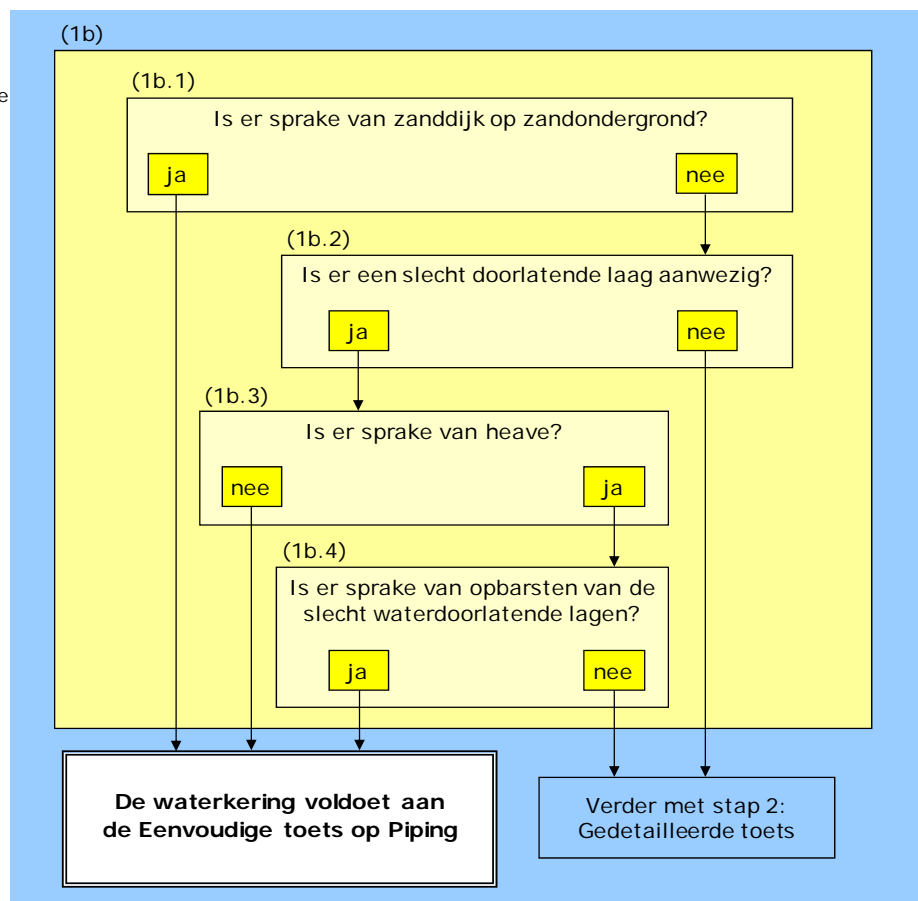 (1b)
e
(1b.1)
Is er sprake van zanddijk op zandondergrond?
ja
nee
(1b.2)
Is er een slecht doorlatende laag aanwezig?
ja
nee
(1b.3)
Is er sprake van heave?
nee
ja
(1b.4)
Is er sprake van opbarsten van de
slecht waterdoorlatende lagen?
ja
nee
De waterkering voldoet aan
de Eenvoudige toets op Piping
Verder met stap 2:
Gedetailleerde toets